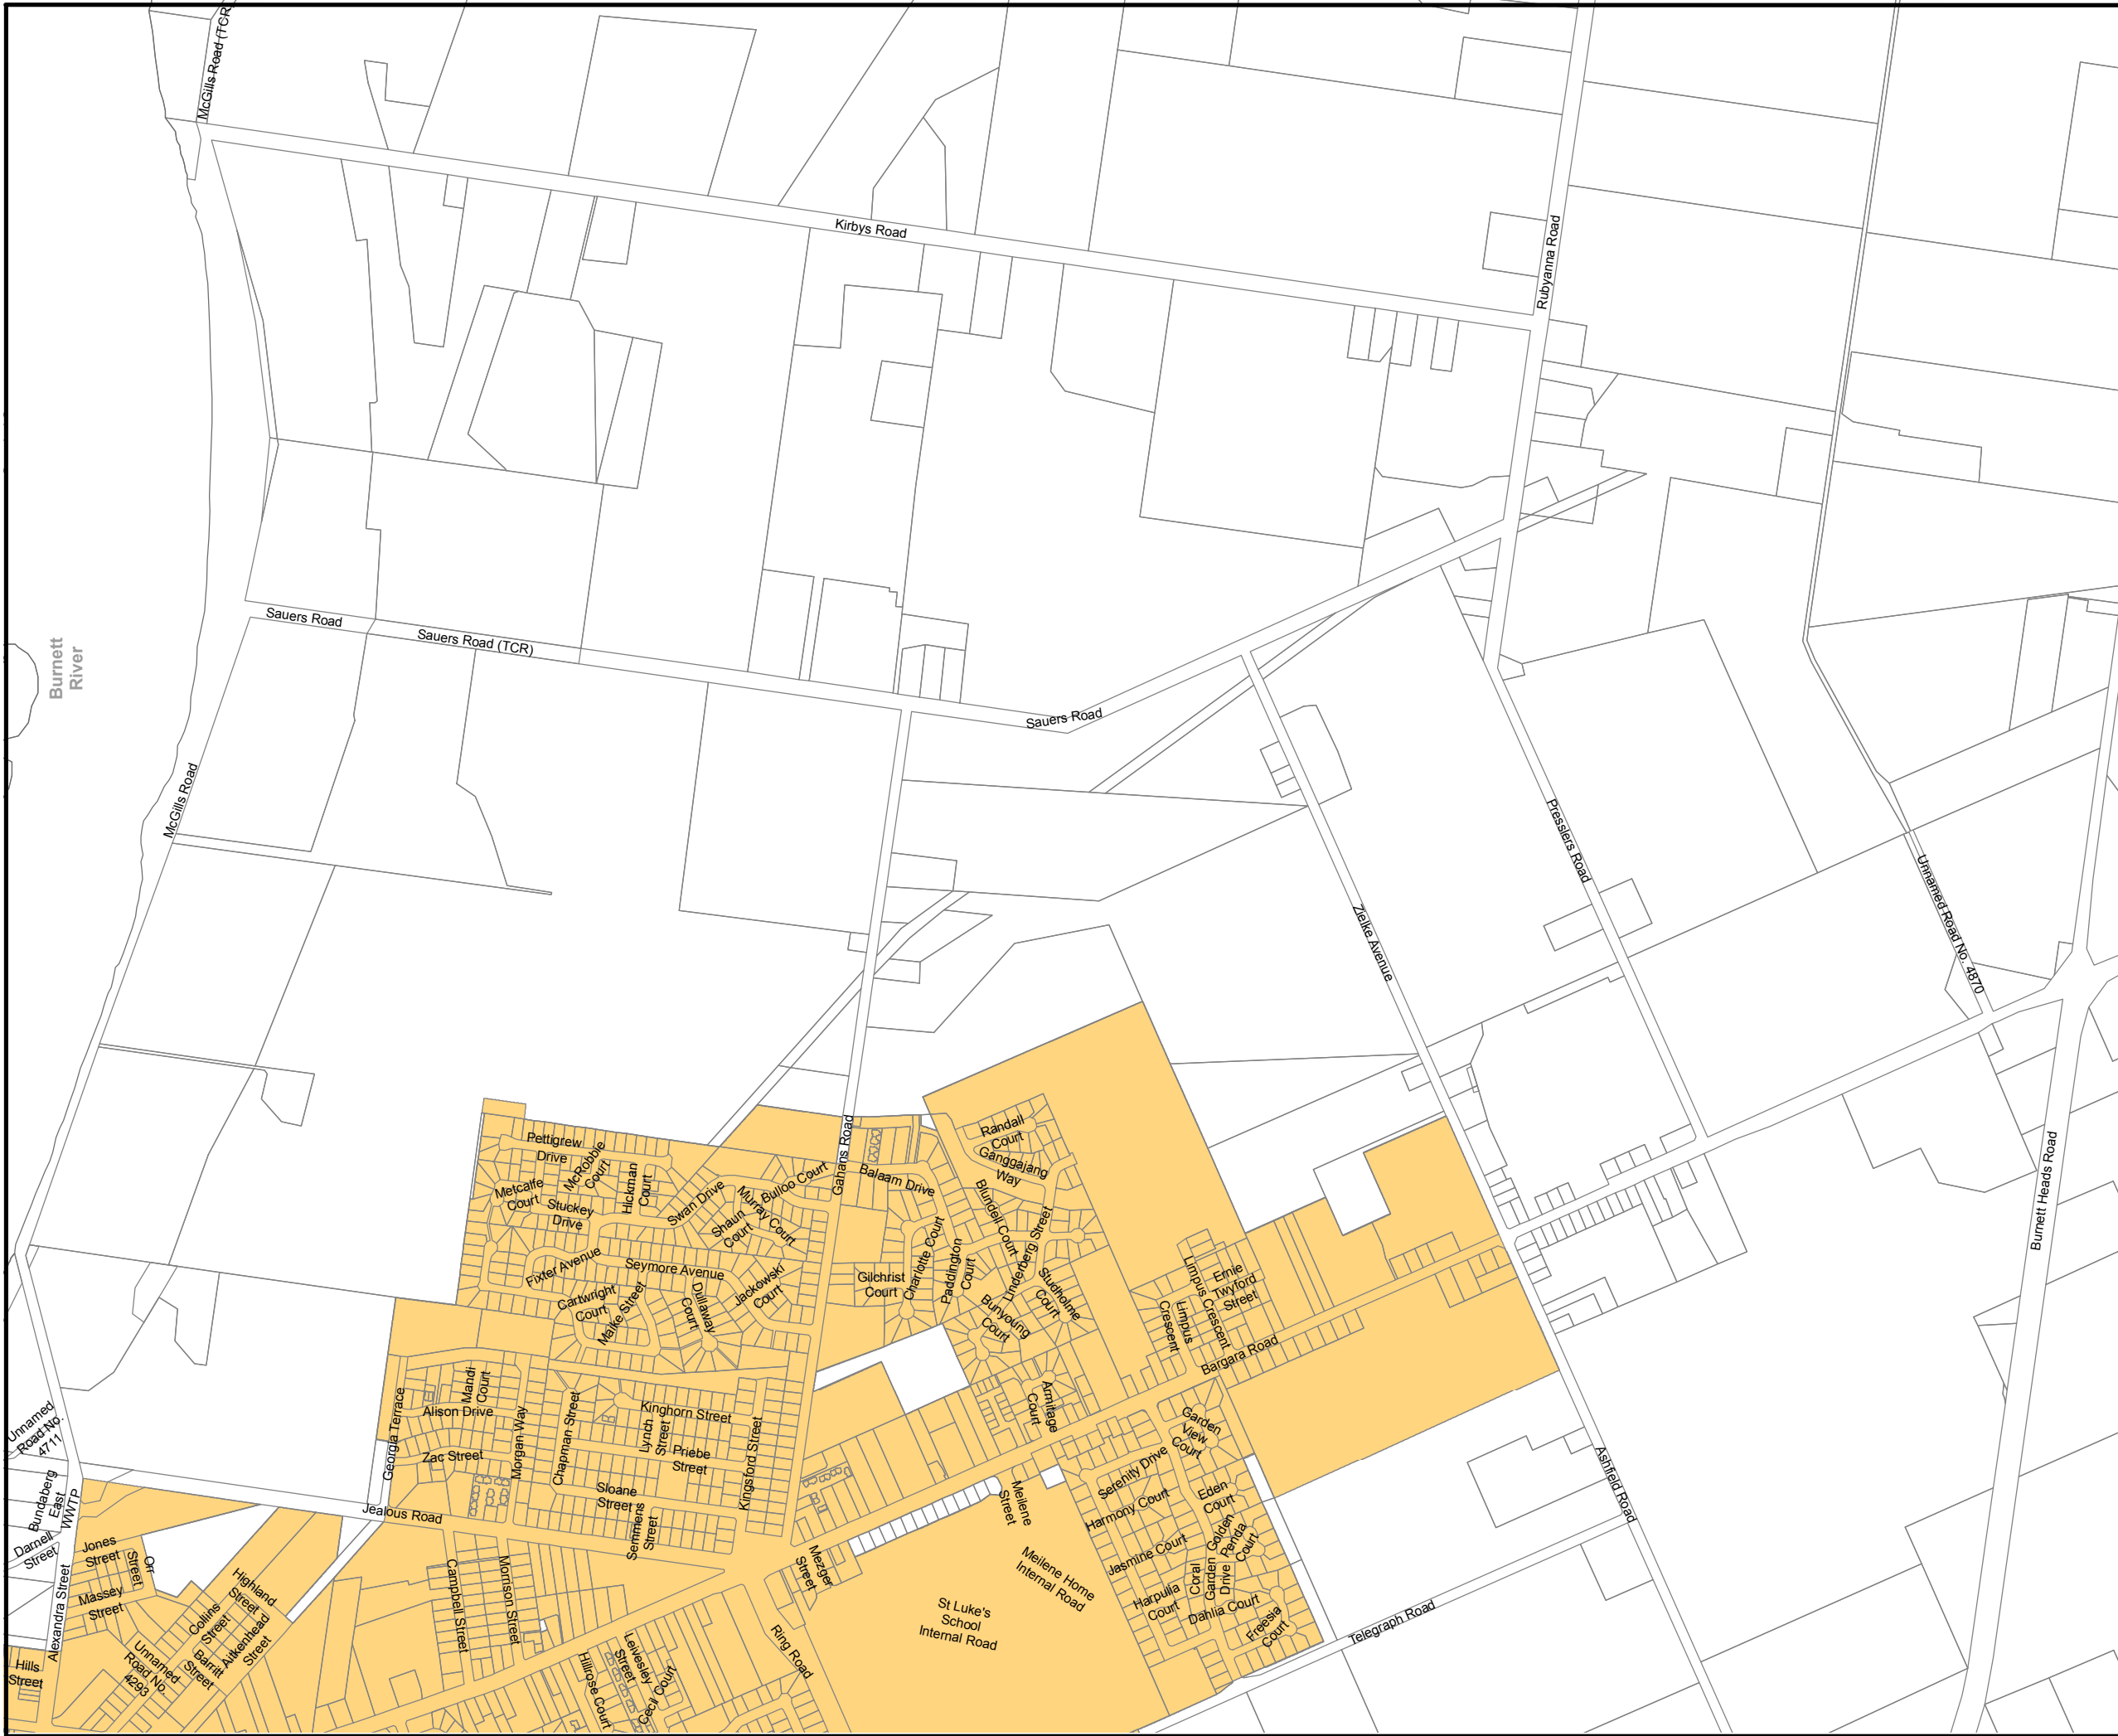 McGills Road (TCR)
Kirbys Road
Rubyanna Road
Sauers Road
Sauers Road (TCR)
Burnett
River
Sauers Road
McGills Road
Presslers Road
Unnamed Road No. 4870
Zielke Avenue
Burnett Heads Road
Gahans Road
Randall
Court
Ganggajang
Way
Pettigrew
Drive
McRobbie
Court
Hickman
Court
Metcalfe
Court
Stuckey
Drive
Swan Drive
Murray Court
Bulloo Court
Shaun
Court
Balaam Drive
Blundell Court
Underberg Street
Charlotte Court
Paddington
Court
Gilchrist
Court
Studholme
Court
Bunyoung
Court
Fixter Avenue
Seymore Avenue
Jackowski
Court
Cartwright
Court
Maike Street
Dullaway
Court
Limpus Crescent
Ernie
Twyford
Street
Limpus
Crescent
Bargara Road
Armitage
Court
Mandi
Court
Georgia Terrace
Alison Drive
Morgan Way
Chapman Street
Kinghorn Street
Lynch
Street
Priebe
Street
Kingsford Street
Zac Street
Sloane
Street
Semmens
Street
Jealous Road
Garden
View
Court
Serenity Drive
Harmony Court
Eden
Court
Golden
Penda
Court
Jasmine Court
Coral
Garden
Drive
Harpulia
Court
Dahlia Court
Freesia
Court
Meilene
Street
Meilene Home
Internal Road
St Luke's
School
Internal Road
Ashfield Road
Telegraph Road
Unnamed
Road No.
4711
Bundaberg
East
WWTP
Darnell
Street
Jones
Street
Orr
Street
Massey
Street
Alexandra Street
Hills
Street
Highland
Street
Collins
Street
Aitkenhead
Street
Barritt
Street
Unnamed
Road No.
4293
Campbell Street
Morrison Street
Mezger
Street
Ring Road
Leivesley
Street
Hillrose Court
Cecil Court